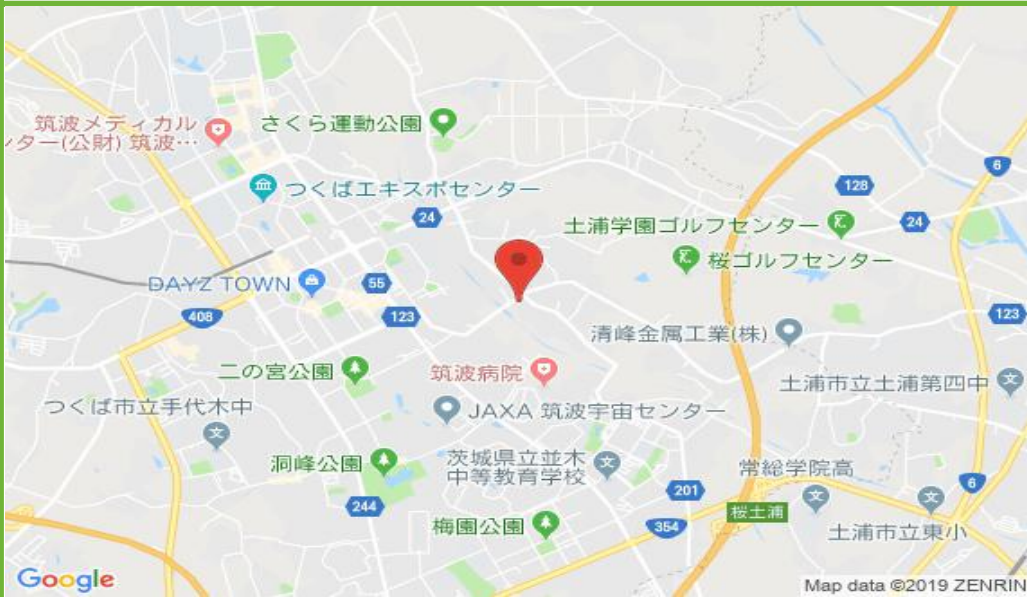 筑波メディカル
ンター(公財) 筑波…
さくら運動公園
6
つくばエキスポセンター
128
24
土浦学園ゴルフセンター
24
桜ゴルフセンター
DAYZ TOWN
55
408
123
123
清峰金属工業(株)
二の宮公園
筑波病院
土浦市立土浦第四中
つくば市立手代木中
JAXA 筑波宇宙センター
洞峰公園
茨城県立並木
中等教育学校
常総学院高
6
201
244
桜土浦
梅園公園
354
土浦市立東小
Google
Map data ©2019 ZENRIN